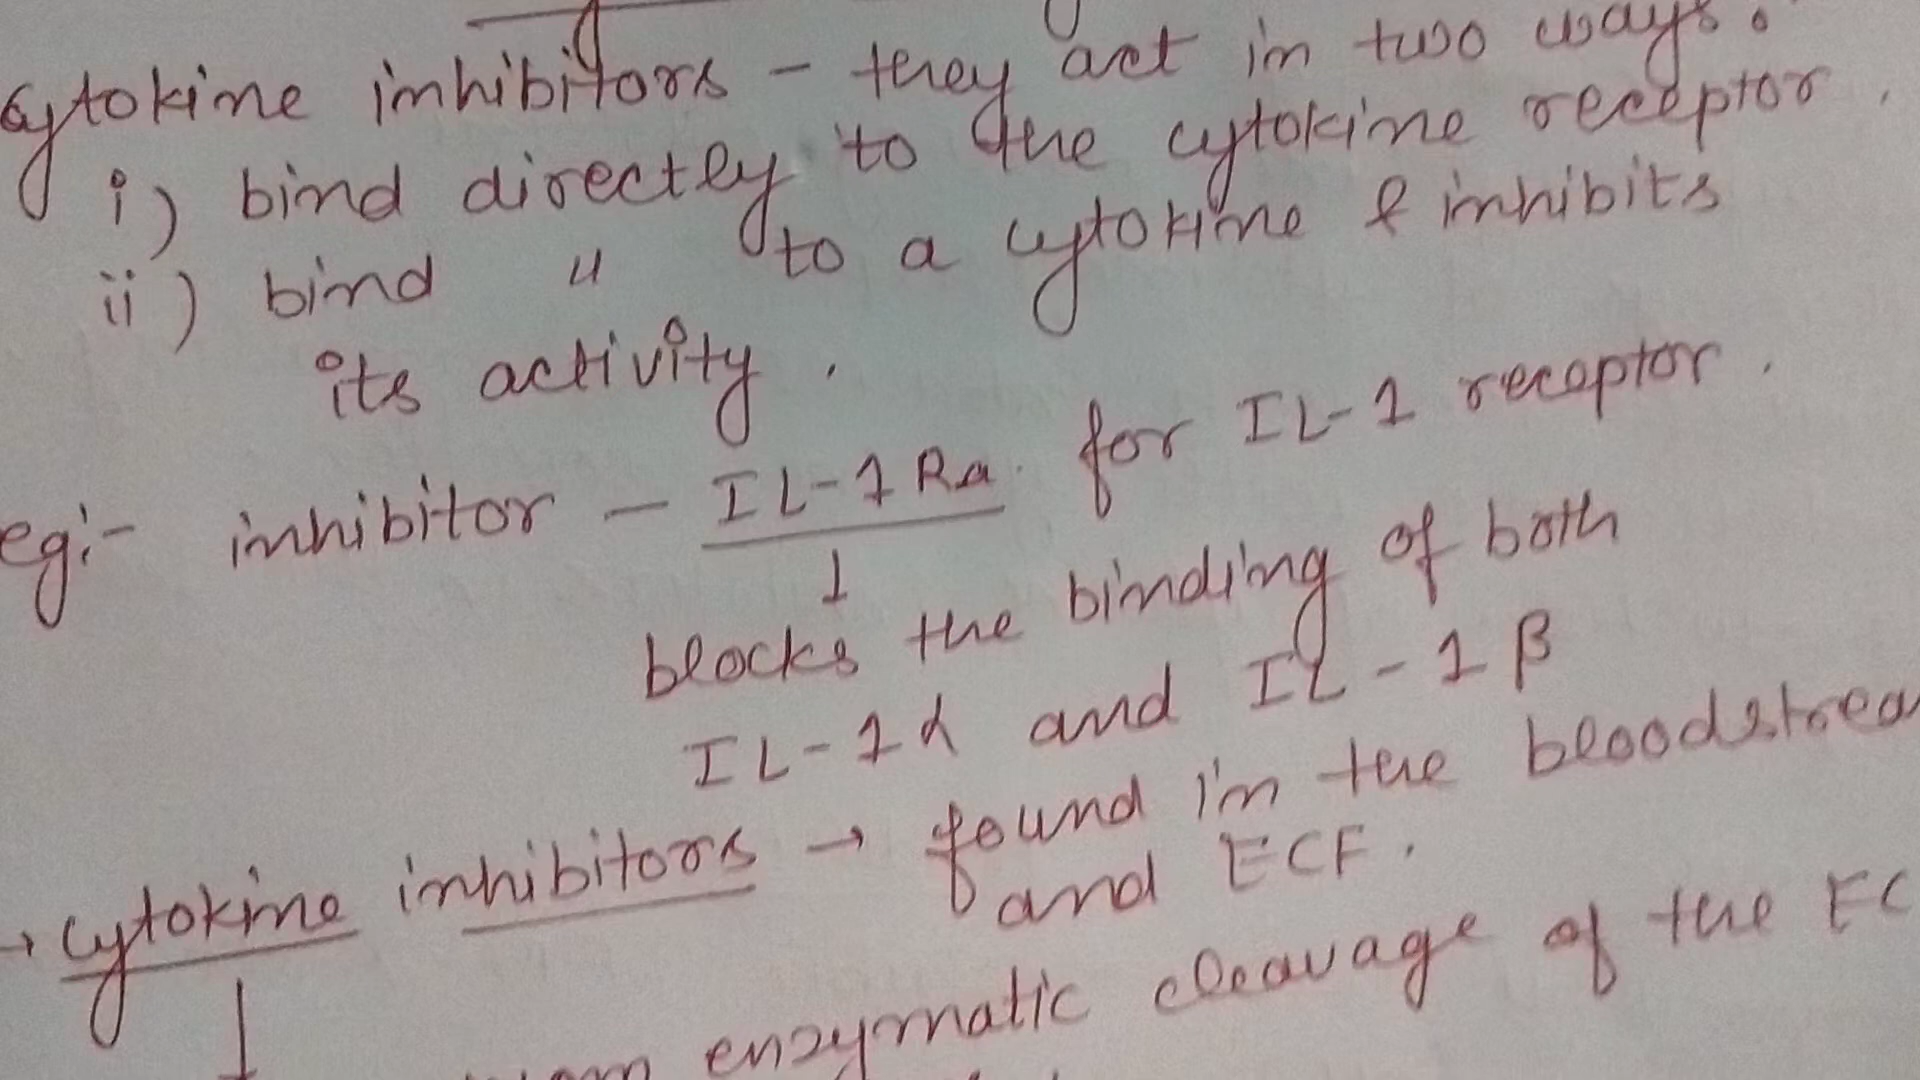 cytokine inhibitors - they act in two ways.
i) bind directly to the cytokine receptor.
ii) bind " to a cytokine & inhibits
its activity.
eg:- inhibitor - IL-1 Ra. for IL-1 receptor.
↓
blocks the binding of both
IL-1α and IL-1β
→ cytokine inhibitors → found in the bloodstrea
and ECF.
↓
enzymatic cleavage of the EC